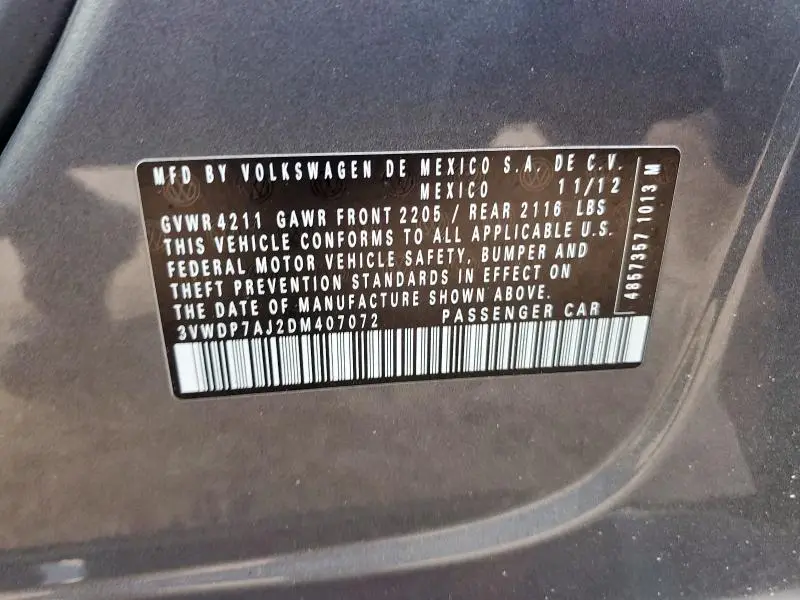 MFD BY VOLKSWAGEN DE MEXICO S.A. DE C.V.
MEXICO 11/12
GVWR 4211 GAWR FRONT 2205 / REAR 2116 LBS
THIS VEHICLE CONFORMS TO ALL APPLICABLE U.S.
FEDERAL MOTOR VEHICLE SAFETY, BUMPER AND
THEFT PREVENTION STANDARDS IN EFFECT ON
THE DATE OF MANUFACTURE SHOWN ABOVE.
3VWDP7AJ2DM407072 PASSENGER CAR
4857357 1013 M